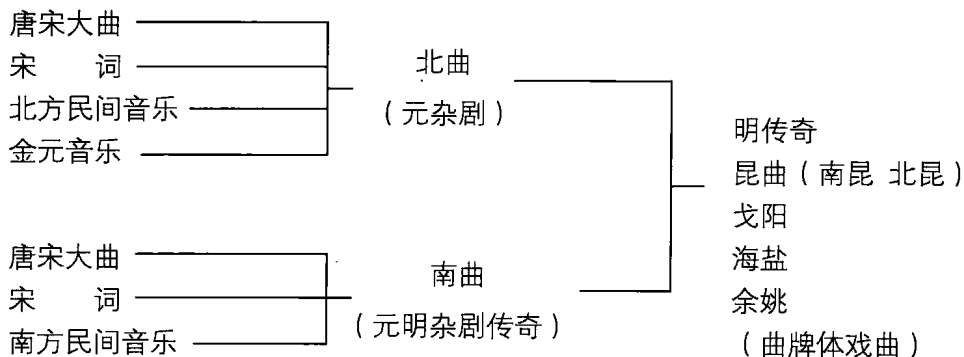 唐宋大曲
宋　　词
北方民间音乐
金元音乐
北曲
（元杂剧）
唐宋大曲
宋　　词
南方民间音乐
南曲
（元明杂剧传奇）
明传奇
昆曲（南昆 北昆）
戈阳
海盐
余姚
（曲牌体戏曲）